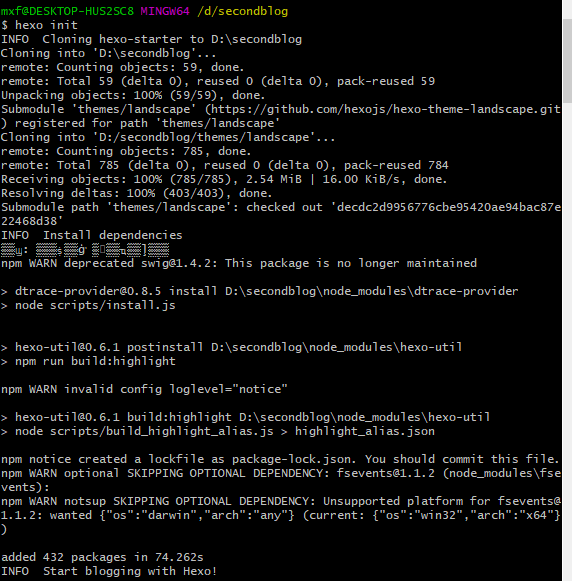 mxf@DESKTOP-HUS2SC8 MINGW64 /d/secondblog
$ hexo init
INFO  Cloning hexo-starter to D:\secondblog
Cloning into 'D:\secondblog'...
remote: Counting objects: 59, done.
remote: Total 59 (delta 0), reused 0 (delta 0), pack-reused 59
Unpacking objects: 100% (59/59), done.
Submodule 'themes/landscape' (https://github.com/hexojs/hexo-theme-landscape.git
) registered for path 'themes/landscape'
Cloning into 'D:/secondblog/themes/landscape'...
remote: Counting objects: 785, done.
remote: Total 785 (delta 0), reused 0 (delta 0), pack-reused 784
Receiving objects: 100% (785/785), 2.54 MiB | 16.00 KiB/s, done.
Resolving deltas: 100% (403/403), done.
Submodule path 'themes/landscape': checked out 'decdc2d9956776cbe95420ae94bac87e
22468d38'
INFO  Install dependencies
npm WARN deprecated swig@1.4.2: This package is no longer maintained
> dtrace-provider@0.8.5 install D:\secondblog\node_modules\dtrace-provider
> node scripts/install.js
> hexo-util@0.6.1 postinstall D:\secondblog\node_modules\hexo-util
> npm run build:highlight
npm WARN invalid config loglevel="notice"
> hexo-util@0.6.1 build:highlight D:\secondblog\node_modules\hexo-util
> node scripts/build_highlight_alias.js > highlight_alias.json
npm notice created a lockfile as package-lock.json. You should commit this file.
npm WARN optional SKIPPING OPTIONAL DEPENDENCY: fsevents@1.1.2 (node_modules\fse
vents):
npm WARN notsup SKIPPING OPTIONAL DEPENDENCY: Unsupported platform for fsevents@
1.1.2: wanted {"os":"darwin","arch":"any"} (current: {"os":"win32","arch":"x64"}
)
added 432 packages in 74.262s
INFO  Start blogging with Hexo!